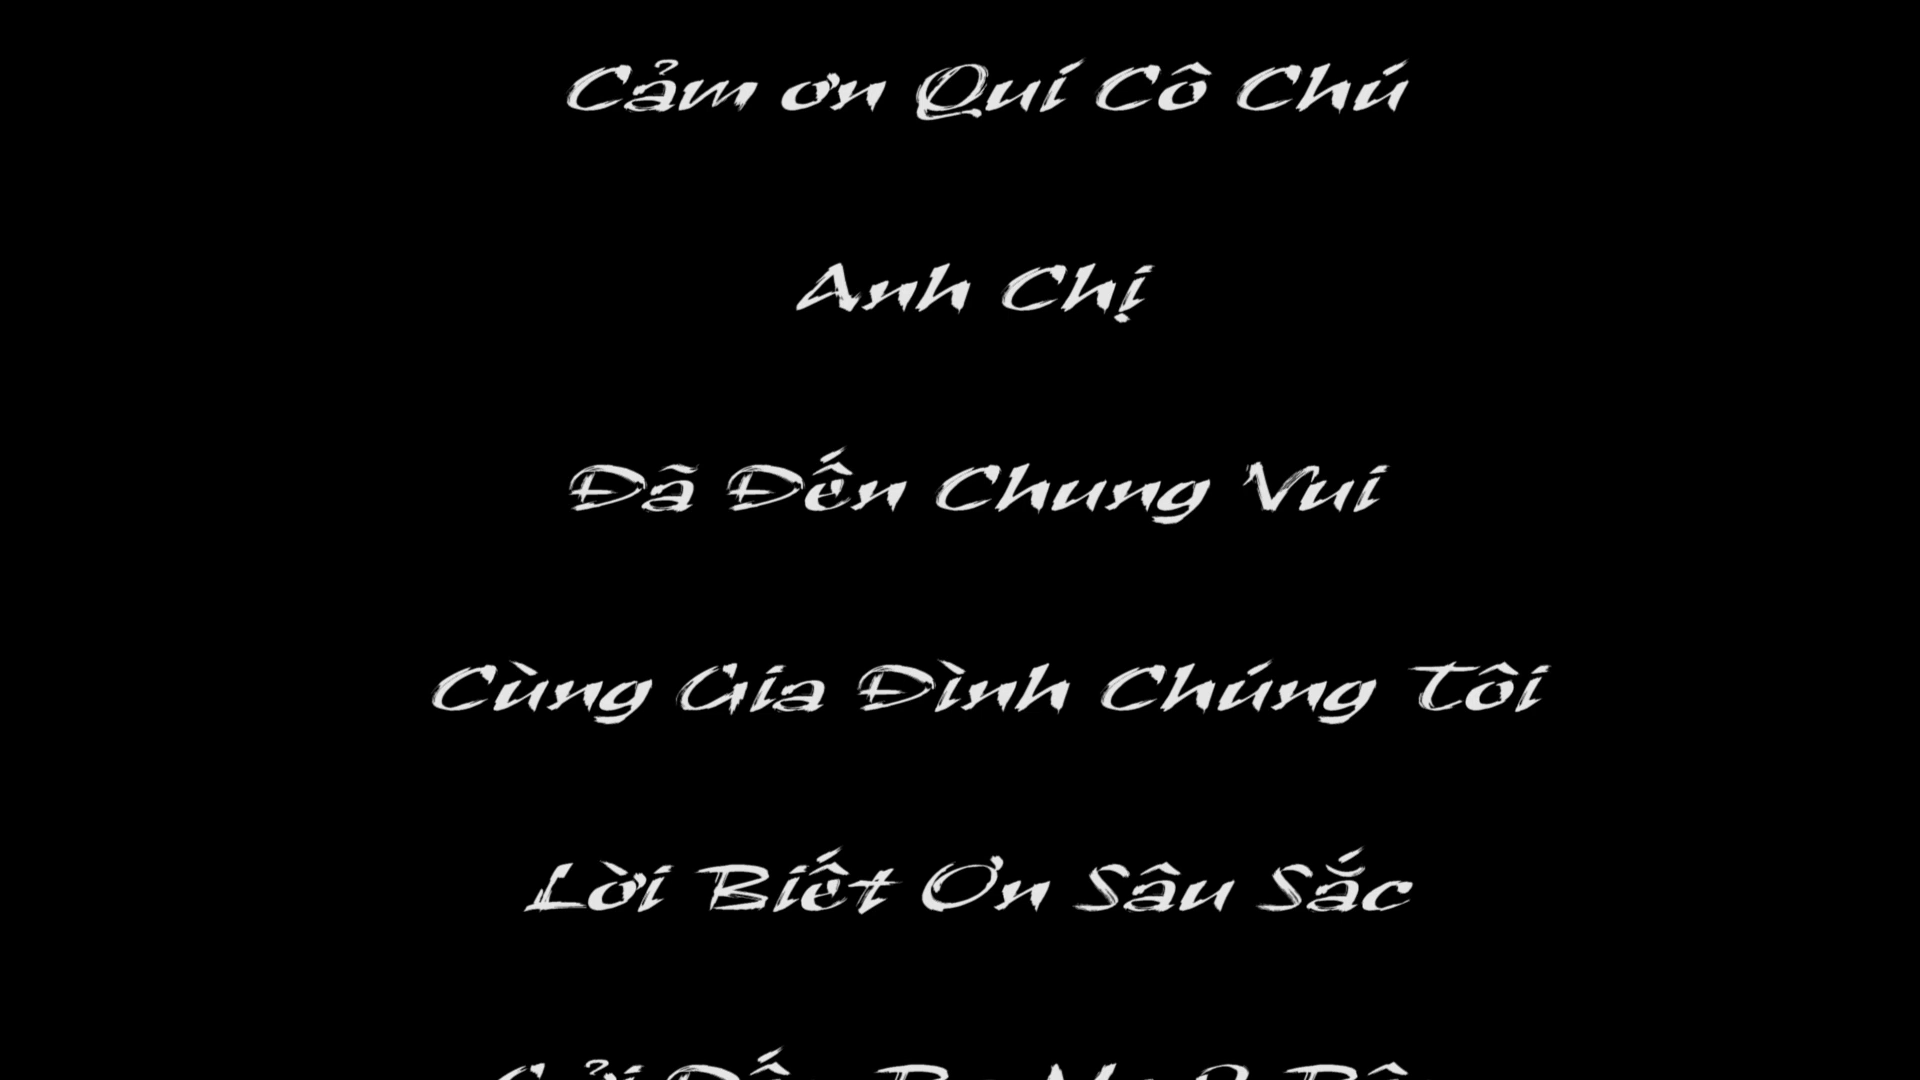 Cảm ơn Quí Cô Chú
Anh Chị
Đã Đến Chung Vui
Cùng Gia Đình Chúng Tôi
Lời Biết Ơn Sâu Sắc